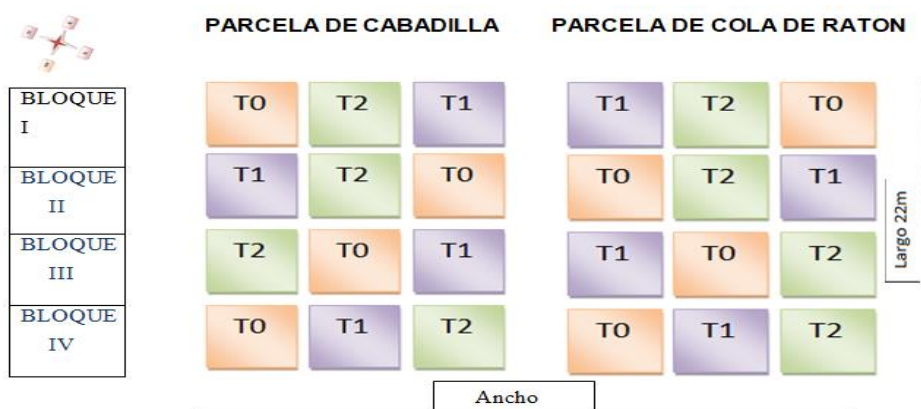 PARCELA DE CABADILLA PARCELA DE COLA DE RATON
BLOQUE
I
T0 T2 T1 T1 T2 T0
BLOQUE
II
T1 T2 T0 T0 T2 T1
BLOQUE
III
T2 T0 T1 T1 T0 T2
BLOQUE
IV
T0 T1 T2 T0 T1 T2
Largo 22m
Ancho